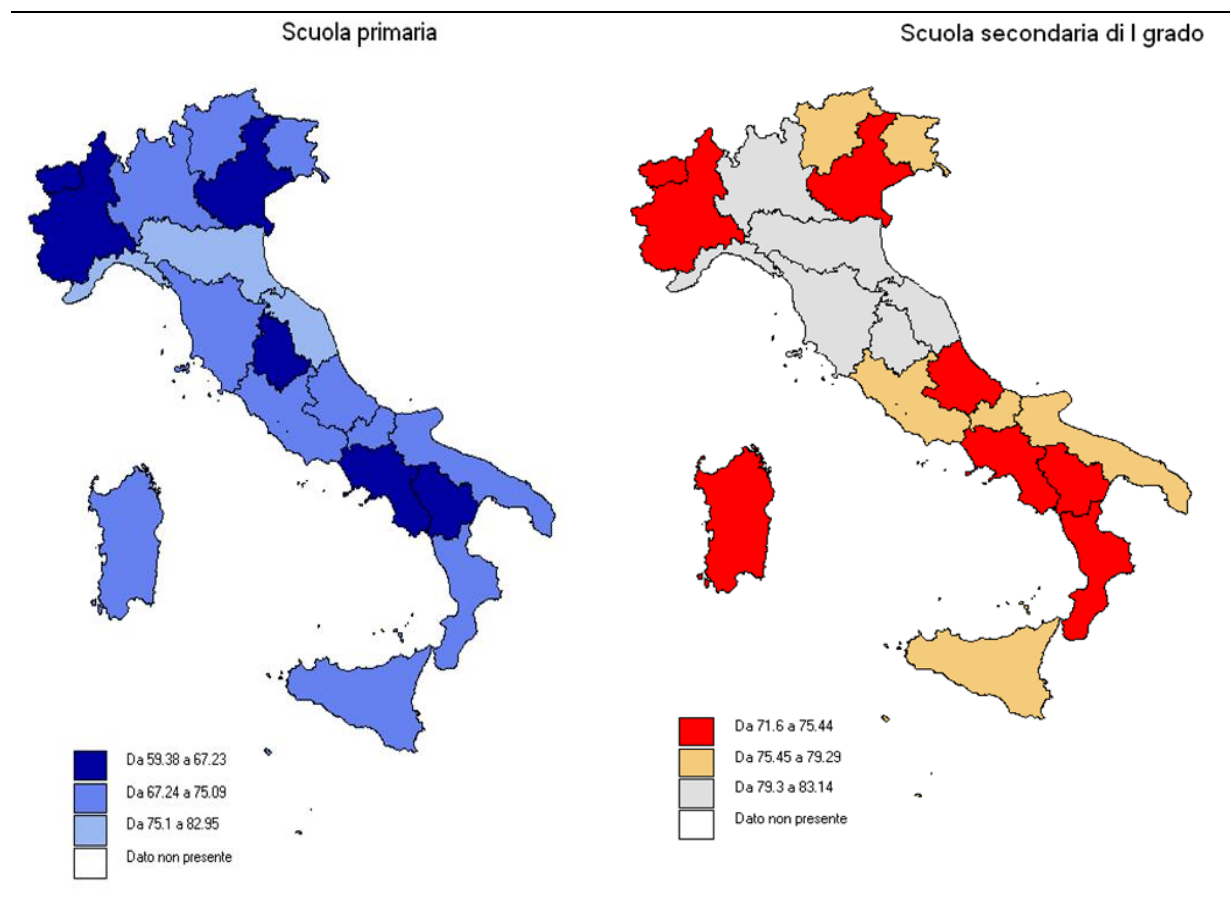 Scuola primaria
Scuola secondaria di I grado
Da 59.38 a 67.23
Da 67.24 a 75.09
Da 75.1 a 82.95
Dato non presente
Da 71.6 a 75.44
Da 75.45 a 79.29
Da 79.3 a 83.14
Dato non presente